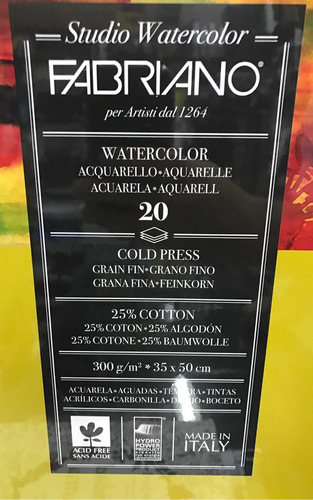 Studio Watercolor
FABRIANO®
per Artisti dal 1264
WATERCOLOR
ACQUARELLO•AQUARELLE
ACUARELA•AQUARELL
20
COLD PRESS
GRAIN FIN•GRANO FINO
GRANA FINA•FEINKORN
25% COTTON
25% COTON•25% ALGODÓN
25% COTONE•25% BAUMWOLLE
300 g/m² * 35 x 50 cm
ACUARELA•AGUADAS•TEMPERA•TINTAS
ACRÍLICOS•CARBONILLA•DIBUJO•BOCETO
ACID FREE
SANS ACIDE
HYDRO
POWER
PRODUCT
MADE IN
ITALY